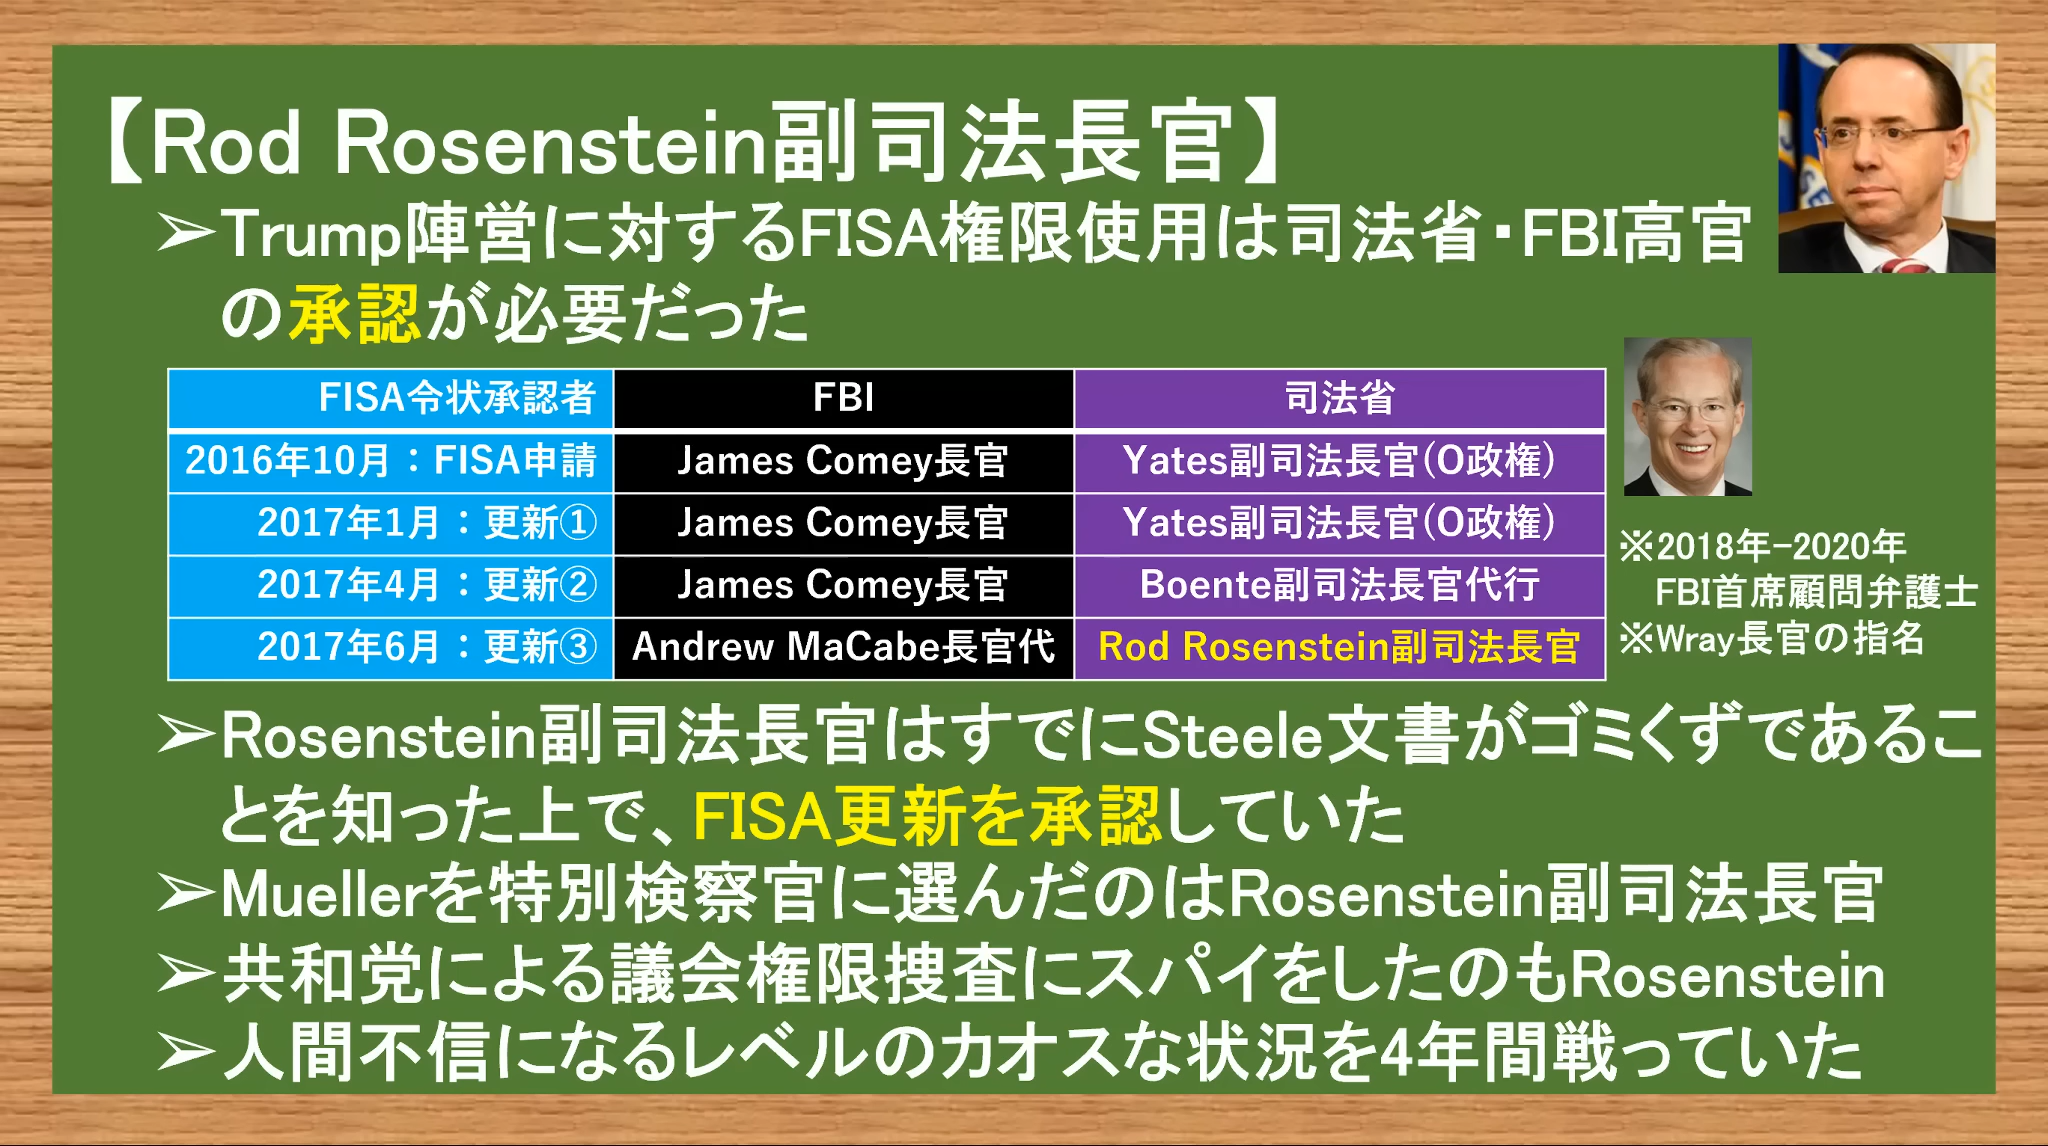 【Rod Rosenstein副司法長官】
➢Trump陣営に対するFISA権限使用は司法省・FBI高官
の承認が必要だった
FISA令状承認者 FBI 司法省
2016年10月：FISA申請 James Comey長官 Yates副司法長官(O政権)
2017年1月：更新① James Comey長官 Yates副司法長官(O政権)
2017年4月：更新② James Comey長官 Boente副司法長官代行
2017年6月：更新③ Andrew MaCabe長官代 Rod Rosenstein副司法長官
※2018年-2020年
FBI首席顧問弁護士
※Wray長官の指名
➢Rosenstein副司法長官はすでにSteele文書がゴミくずであるこ
とを知った上で、FISA更新を承認していた
➢Muellerを特別検察官に選んだのはRosenstein副司法長官
➢共和党による議会権限捜査にスパイをしたのもRosenstein
➢人間不信になるレベルのカオスな状況を4年間戦っていた